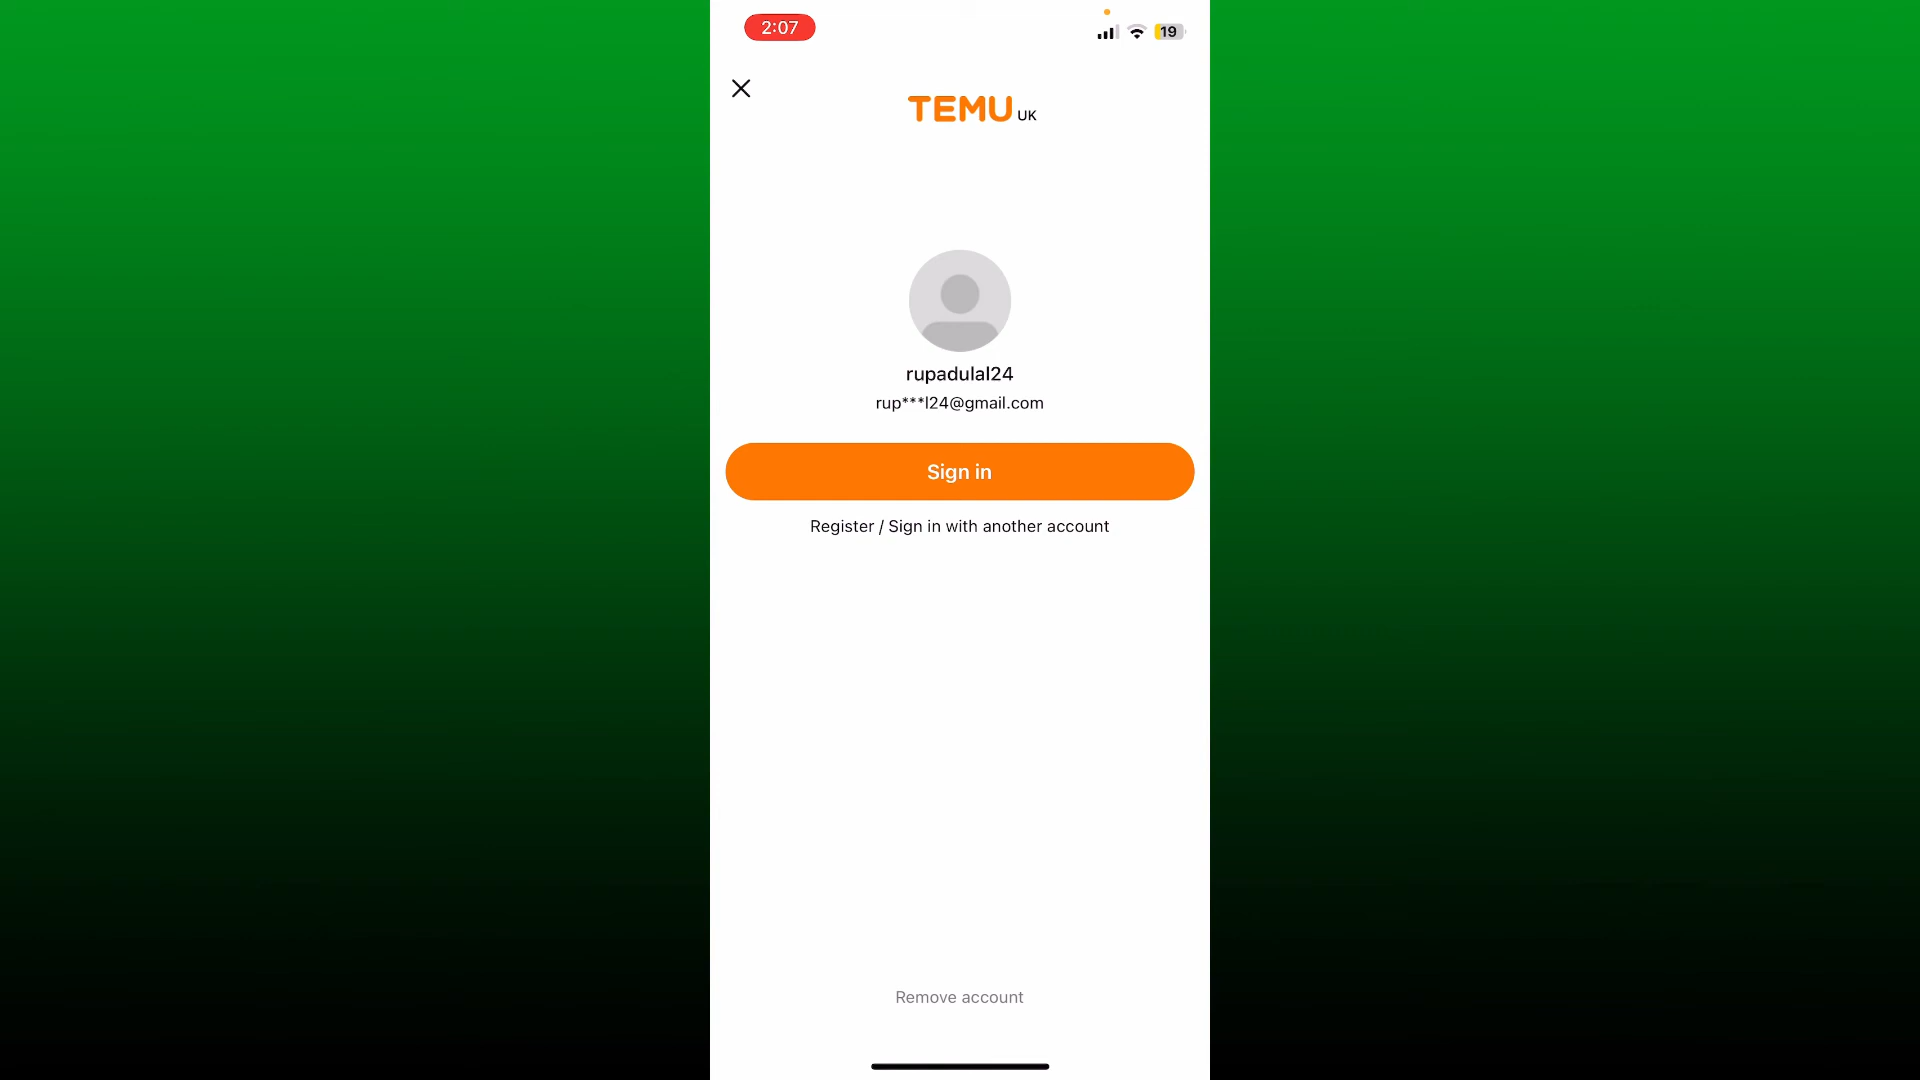 2:07
19
TEMU UK
rupadulal24
rup***l24@gmail.com
Sign in
Register / Sign in with another account
Remove account